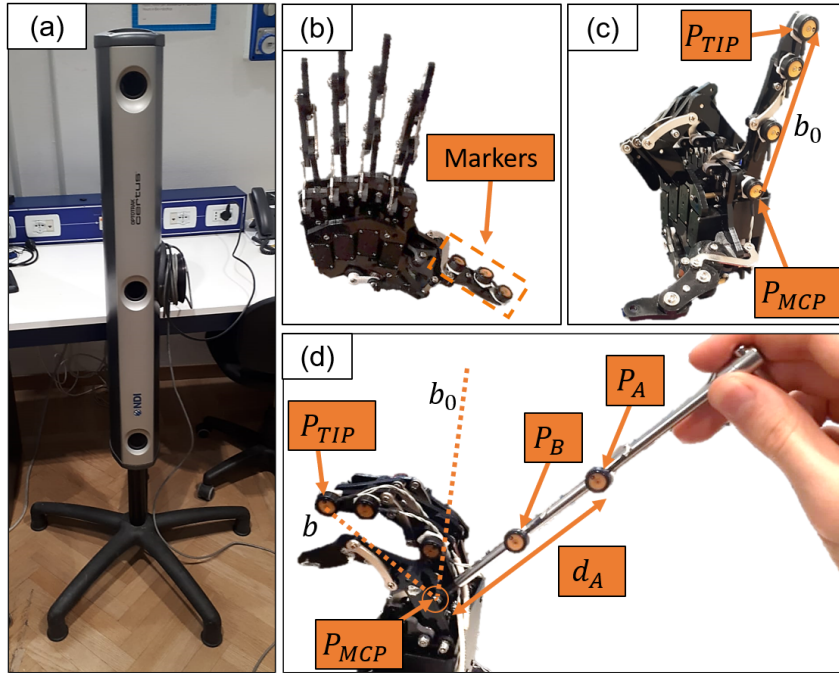 (a)
OPTOTRAK
certus
NDI
(b)
Markers
(c)
P_TIP
b_0
P_MCP
(d)
b_0
P_A
P_TIP
P_B
b
d_A
P_MCP